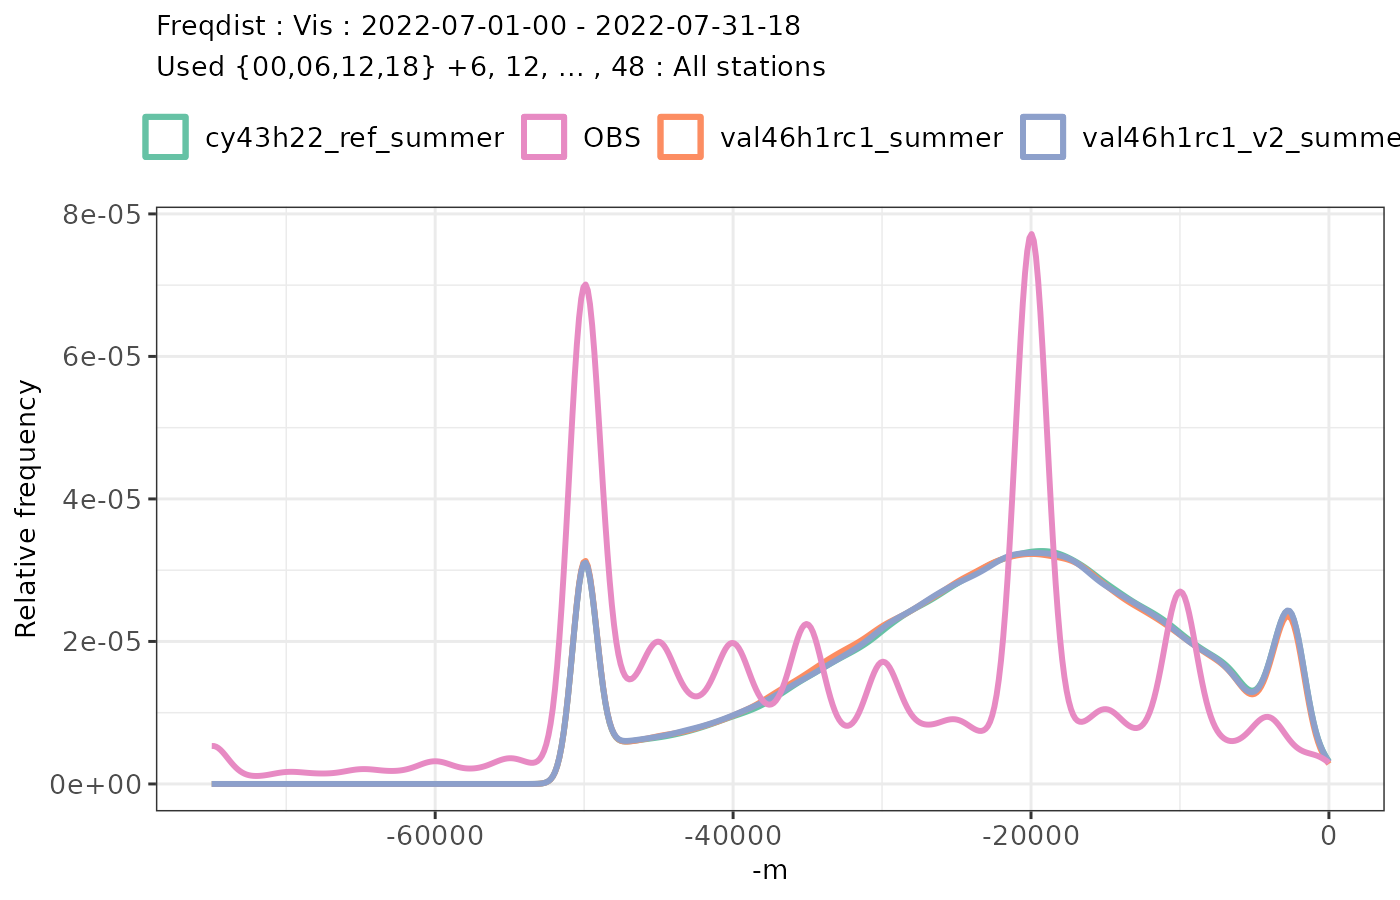 Freqdist : Vis : 2022-07-01-00 - 2022-07-31-18
Used {00,06,12,18} +6, 12, ... , 48 : All stations
cy43h22_ref_summer OBS val46h1rc1_summer val46h1rc1_v2_summe
8e-05
6e-05
4e-05
2e-05
0e+00
Relative frequency
-60000 -40000 -20000 0
-m